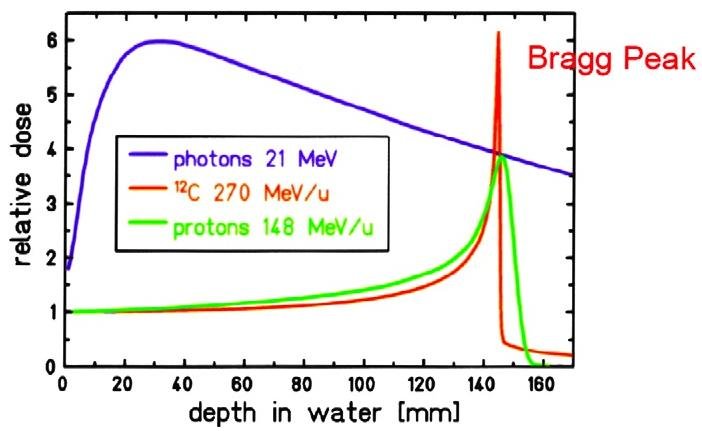 Bragg Peak
relative dose
6
5
4
3
2
1
0
photons 21 MeV
¹²C 270 MeV/u
protons 148 MeV/u
0 20 40 60 80 100 120 140 160
depth in water [mm]